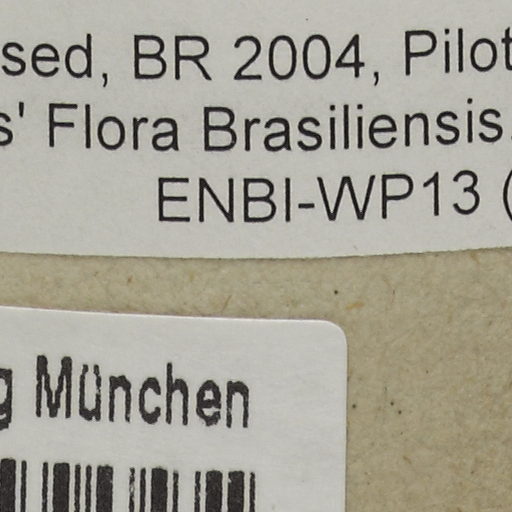 sed, BR 2004, Pilot
s' Flora Brasiliensis.
ENBI-WP13 (
g München